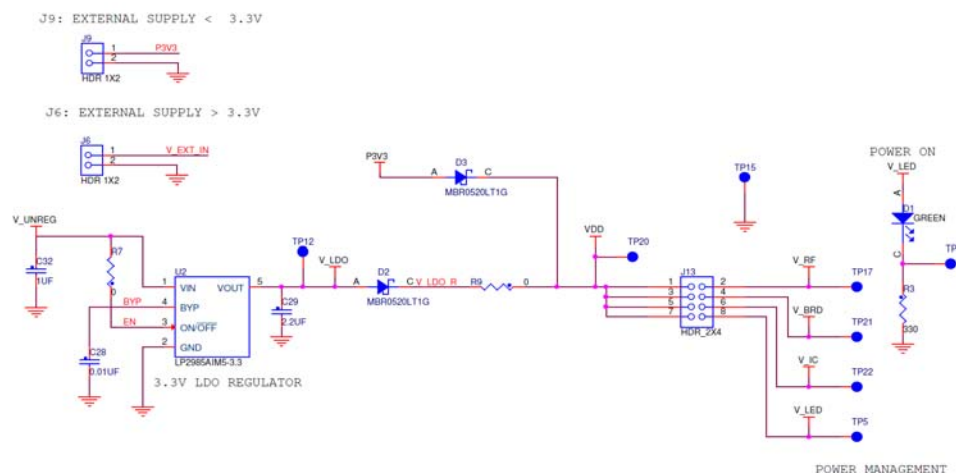 J9: EXTERNAL SUPPLY < 3.3V
J9
1
2
P3V3
HDR 1X2
J6: EXTERNAL SUPPLY > 3.3V
J6
1
2
V_EXT_IN
HDR 1X2
P3V3
A
D3
C
MBR0520LT1G
TP15
POWER ON
V_LED
A
D1
GREEN
C
TP
R3
330
V_UNREG
C32
1UF
R7
0
BYP
EN
C28
0.01UF
U2
1
4
3
2
VIN
BYP
ON/OFF
GND
VOUT
5
LP2985AIM5-3.3
3.3V LDO REGULATOR
TP12
C29
2.2UF
V_LDO
A
D2
C
MBR0520LT1G
V_LDO_R
R9
0
VDD
TP20
J13
1
3
5
7
2
4
6
8
HDR_2X4
V_RF
TP17
V_BRD
TP21
V_IC
TP22
V_LED
TP5
POWER MANAGEMENT